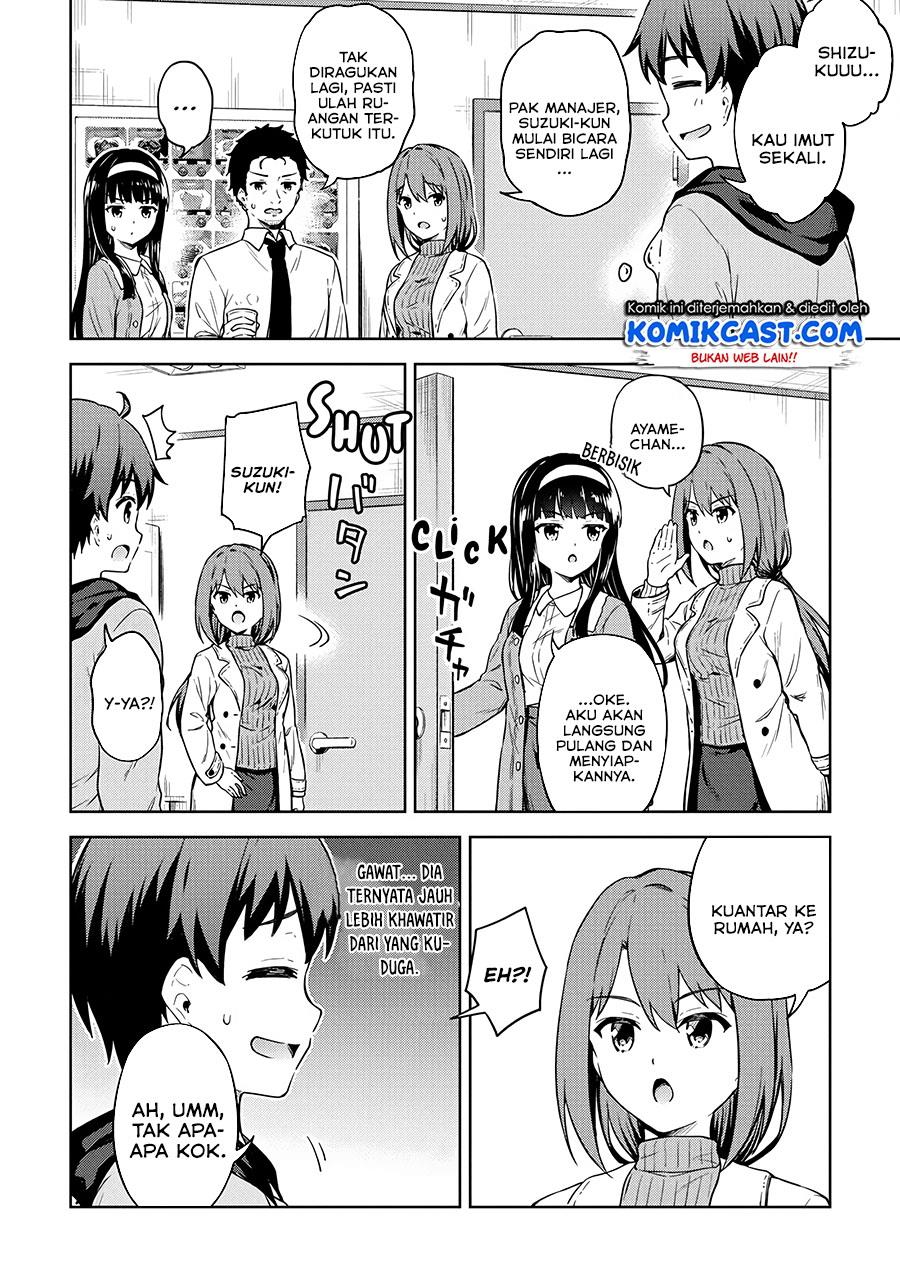 SHIZU-
KUUU...
KAU IMUT
SEKALI.
PAK MANAJER,
SUZUKI-KUN
MULAI BICARA
SENDIRI LAGI
...
TAK
DIRAGUKAN
LAGI, PASTI
ULAH RU-
ANGAN TER-
KUTUK ITU.
...
Komik ini diterjemahkan & diedit oleh
KOMIKCAST.COM
BUKAN WEB LAIN!!
AYAME-
CHAN...
BERBISIK
CLICK
ガチャ
...OKE.
AKU AKAN
LANGSUNG
PULANG DAN
MENYIAP-
KANNYA.
SHUT
バタン
SUZUKI-
KUN!
Y-YA?!
KUANTAR KE
RUMAH, YA?
EH?!
GAWAT... DIA
TERNYATA JAUH
LEBIH KHAWATIR
DARI YANG KU-
DUGA.
AH, UMM,
TAK APA-
APA KOK.